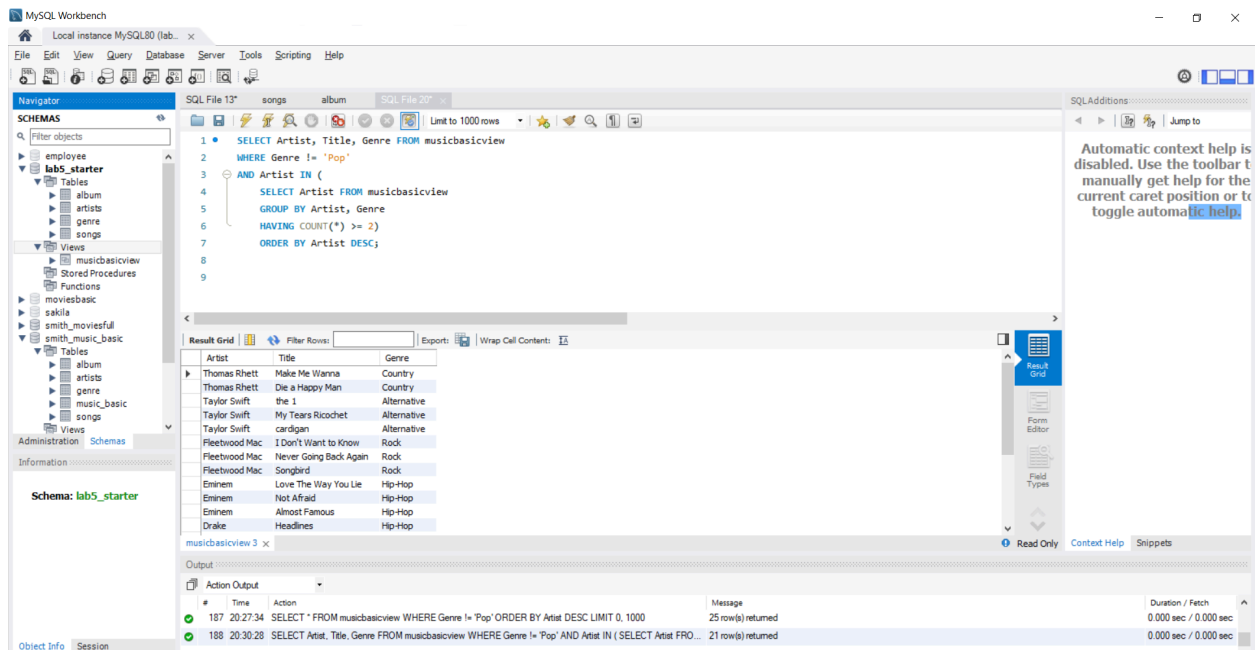 MySQL Workbench
Local instance MySQL80 (lab... ×
File Edit View Query Database Server Tools Scripting Help
Navigator
SCHEMAS
Filter objects
employee
lab5_starter
Tables
album
artists
genre
songs
Views
musicbasicview
Stored Procedures
Functions
moviesbasic
sakila
smith_moviesfull
smith_music_basic
Tables
album
artists
genre
music_basic
songs
Views
Administration Schemas
Information
Schema: lab5_starter
Object Info Session
SQL File 13* songs album SQL File 20* ×
Limit to 1000 rows
1 SELECT Artist, Title, Genre FROM musicbasicview
2 WHERE Genre != 'Pop'
3 AND Artist IN (
4 SELECT Artist FROM musicbasicview
5 GROUP BY Artist, Genre
6 HAVING COUNT(*) >= 2)
7 ORDER BY Artist DESC;
8
9
Result Grid Filter Rows: Export: Wrap Cell Content:
Artist Title Genre
Thomas Rhett Make Me Wanna Country
Thomas Rhett Die a Happy Man Country
Taylor Swift the 1 Alternative
Taylor Swift My Tears Ricochet Alternative
Taylor Swift cardigan Alternative
Fleetwood Mac I Don't Want to Know Rock
Fleetwood Mac Never Going Back Again Rock
Fleetwood Mac Songbird Rock
Eminem Love The Way You Lie Hip-Hop
Eminem Not Afraid Hip-Hop
Eminem Almost Famous Hip-Hop
Drake Headlines Hip-Hop
Result
Grid
Form
Editor
Field
Types
musicbasicview 3 ×
Read Only
SQLAdditions
Jump to
Automatic context help is
disabled. Use the toolbar t
manually get help for the
current caret position or to
toggle automatic help.
Context Help Snippets
Output
Action Output
# Time Action Message Duration / Fetch
187 20:27:34 SELECT * FROM musicbasicview WHERE Genre != 'Pop' ORDER BY Artist DESC LIMIT 0, 1000 25 row(s) returned 0.000 sec / 0.000 sec
188 20:30:28 SELECT Artist, Title, Genre FROM musicbasicview WHERE Genre != 'Pop' AND Artist IN ( SELECT Artist FRO... 21 row(s) returned 0.000 sec / 0.000 sec